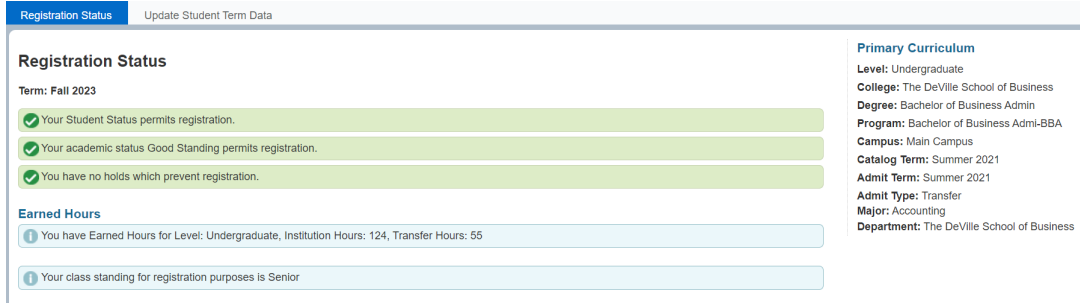 Registration Status
Update Student Term Data
Registration Status
Term: Fall 2023
Your Student Status permits registration.
Your academic status Good Standing permits registration.
You have no holds which prevent registration.
Earned Hours
You have Earned Hours for Level: Undergraduate, Institution Hours: 124, Transfer Hours: 55
Your class standing for registration purposes is Senior
Primary Curriculum
Level: Undergraduate
College: The DeVille School of Business
Degree: Bachelor of Business Admin
Program: Bachelor of Business Admi-BBA
Campus: Main Campus
Catalog Term: Summer 2021
Admit Term: Summer 2021
Admit Type: Transfer
Major: Accounting
Department: The DeVille School of Business